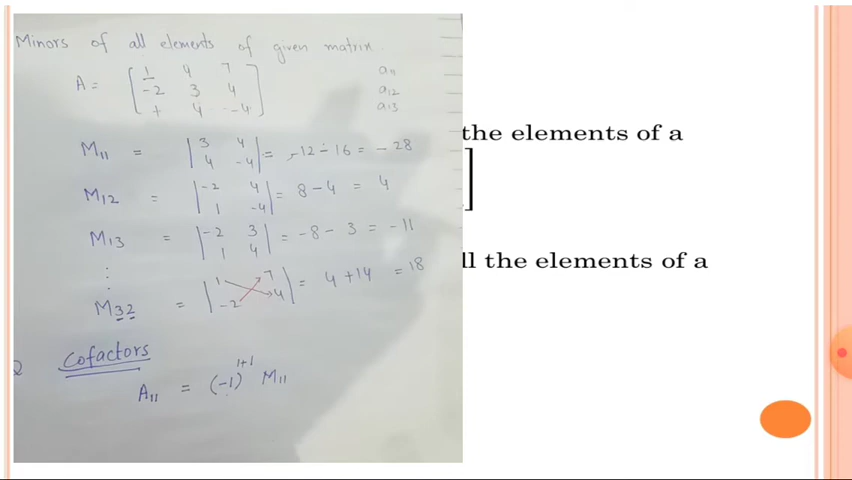 Minors of all elements of given matrix.
A = [ 1 4 7
-2 3 4
+ 4 -4 ]
a11
a12
a13
M11 = | 3 4
4 -4 | = -12 - 16 = -28
M12 = | -2 4
1 -4 | = 8 - 4 = 4
M13 = | -2 3
1 4 | = -8 - 3 = -11
⋮
M32 = | 1 7
-2 4 | = 4 + 14 = 18
Q Cofactors
A11 = (-1)^1+1 M11
the elements of a
]
ll the elements of a